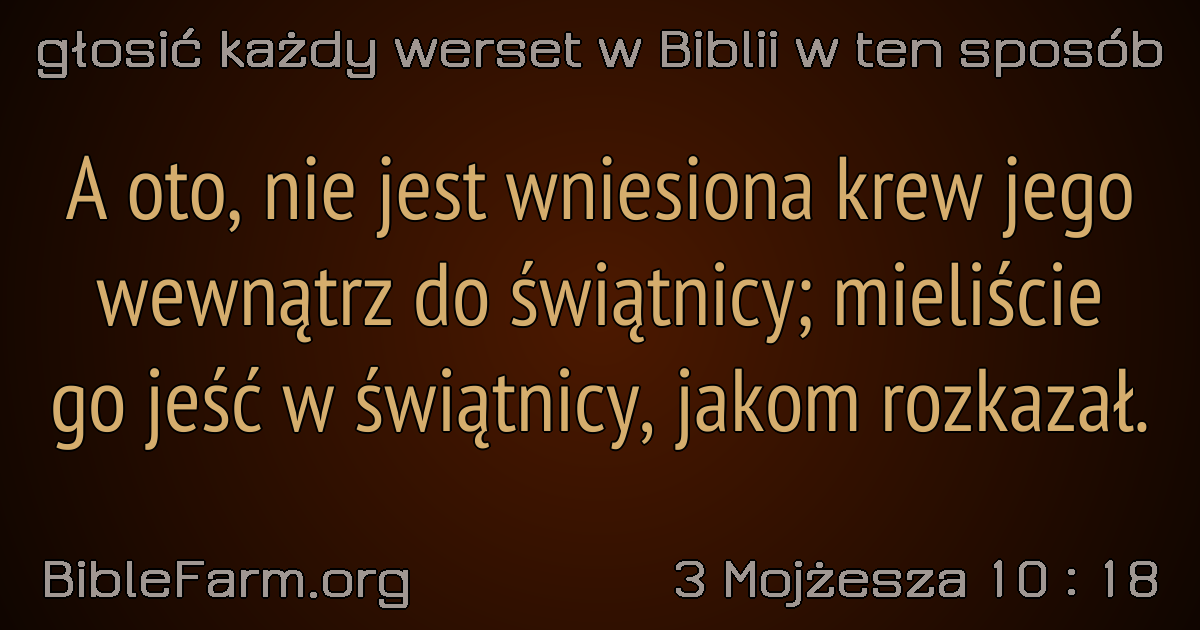 głosić każdy werset w Biblii w ten sposób
A oto, nie jest wniesiona krew jego
wewnątrz do świątnicy; mieliście
go jeść w świątnicy, jakom rozkazał.
BibleFarm.org
3 Mojżesza 10 : 18